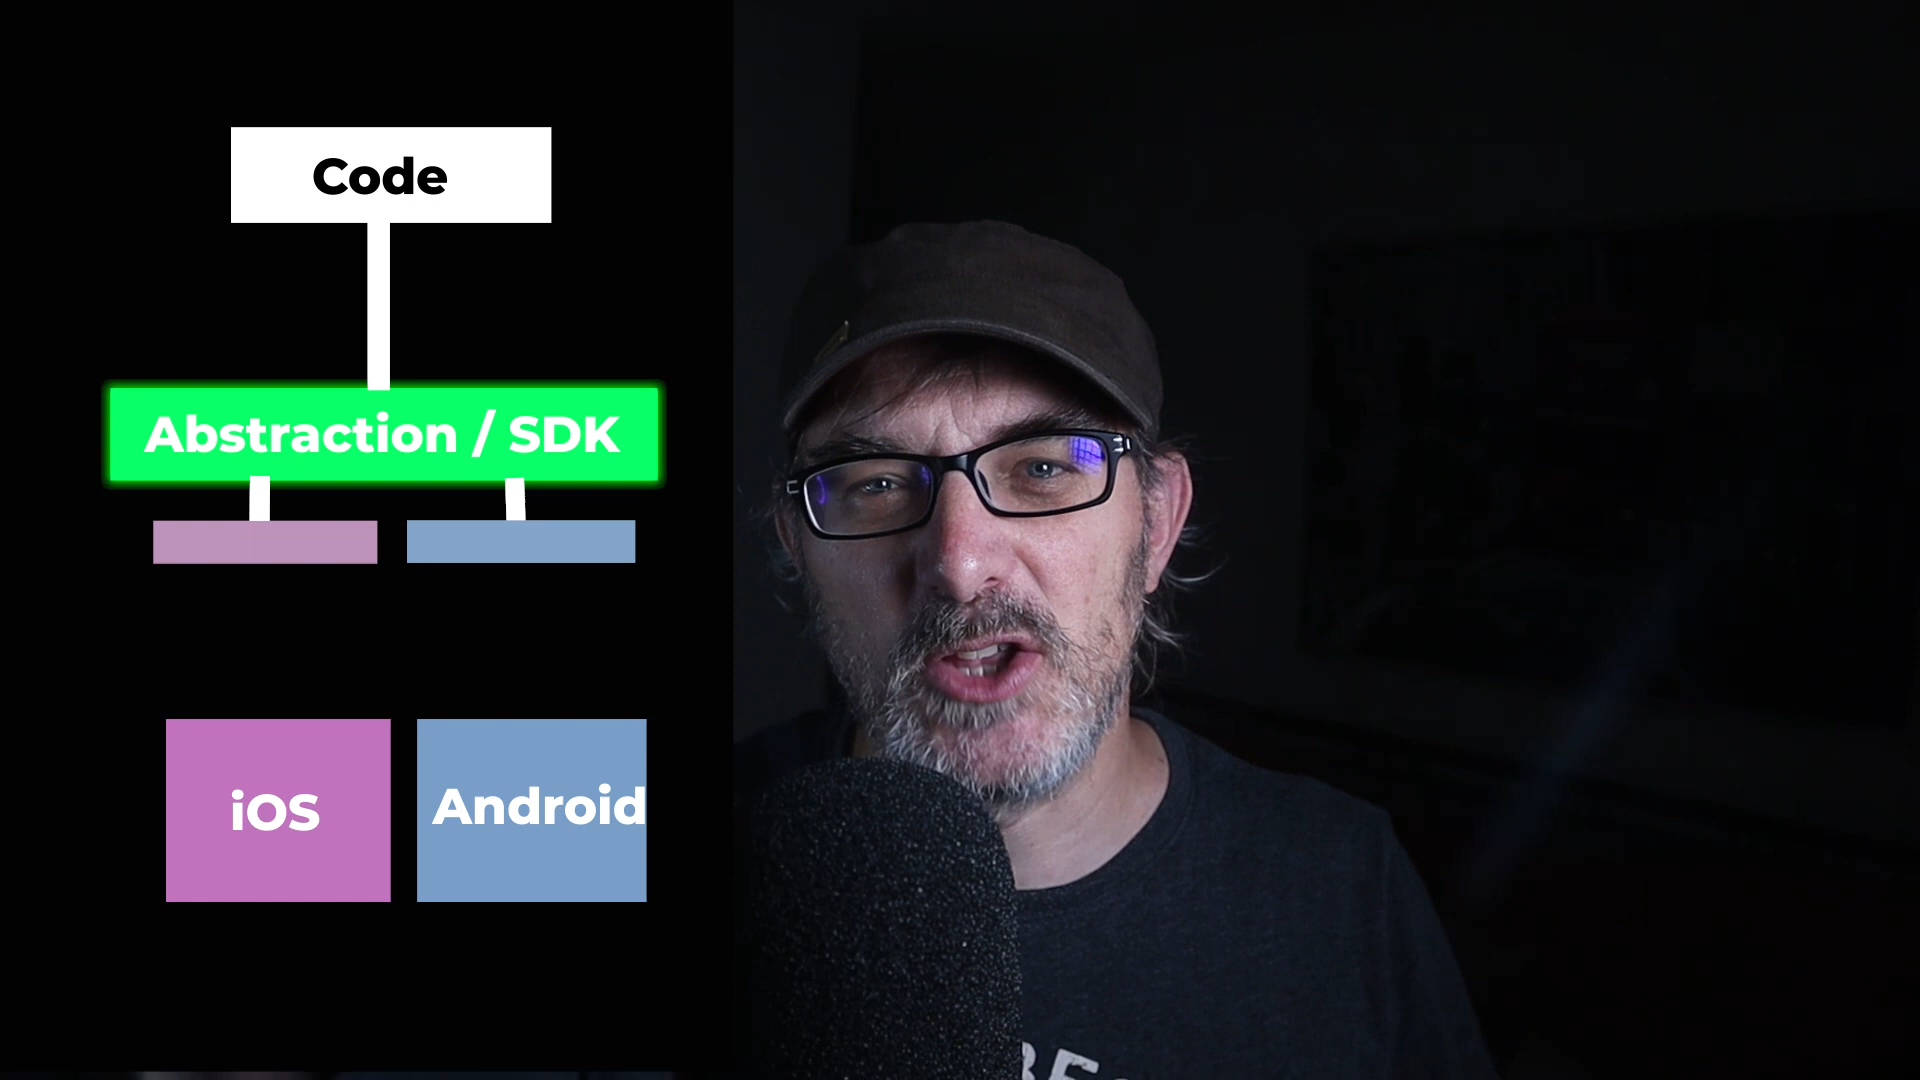 Code
Abstraction / SDK
iOS
Android